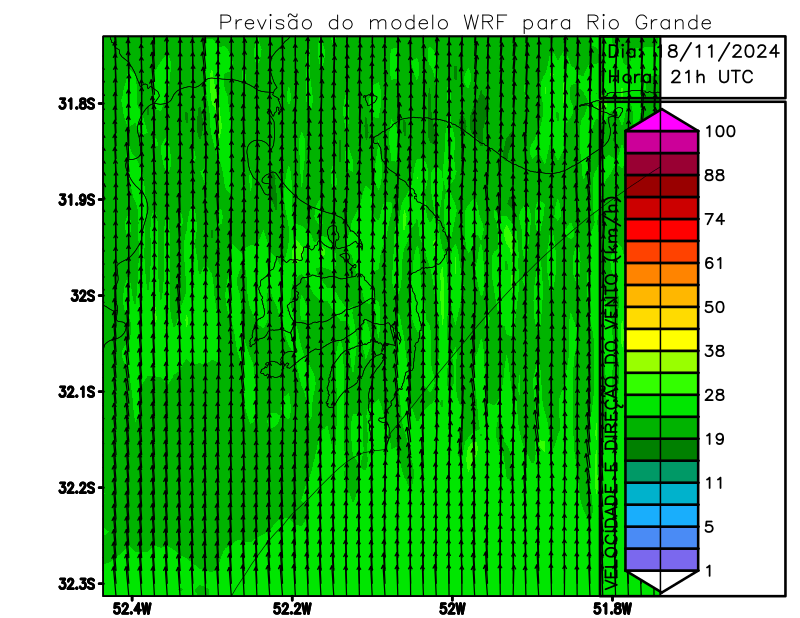 Previsão do modelo WRF para Rio Grande
Dia: 18/11/2024
Hora: 21h UTC
31.8S
31.9S
32S
32.1S
32.2S
32.3S
52.4W
52.2W
52W
51.8W
VELOCIDADE E DIREÇÃO DO VENTO (km/h)
100
88
74
61
50
38
28
19
11
5
1